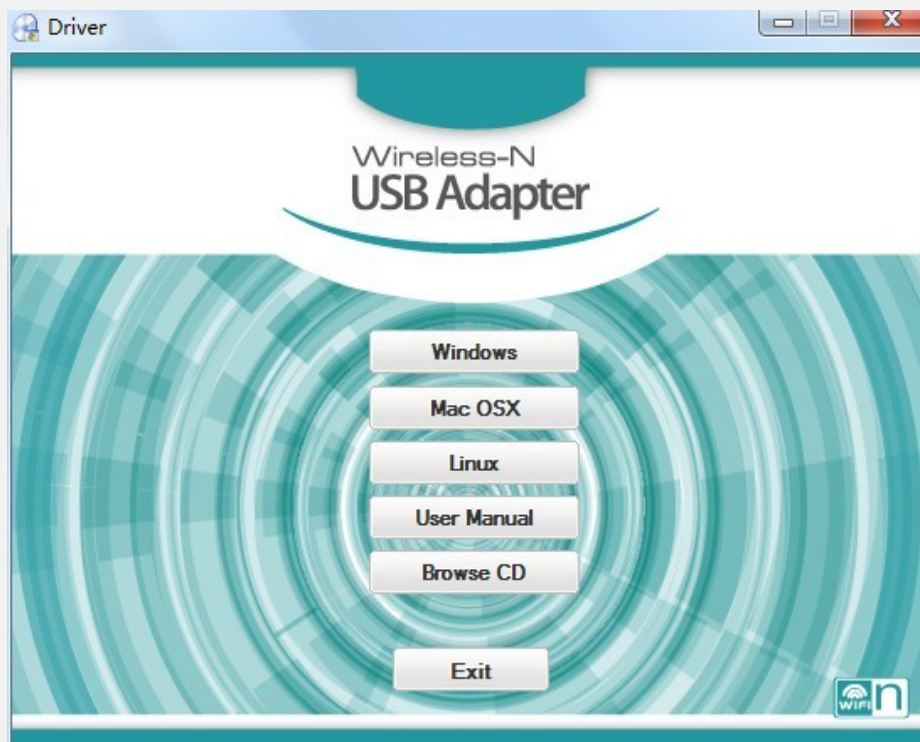 Driver
Wireless-N
USB Adapter
Windows
Mac OSX
Linux
User Manual
Browse CD
Exit
WiFi n